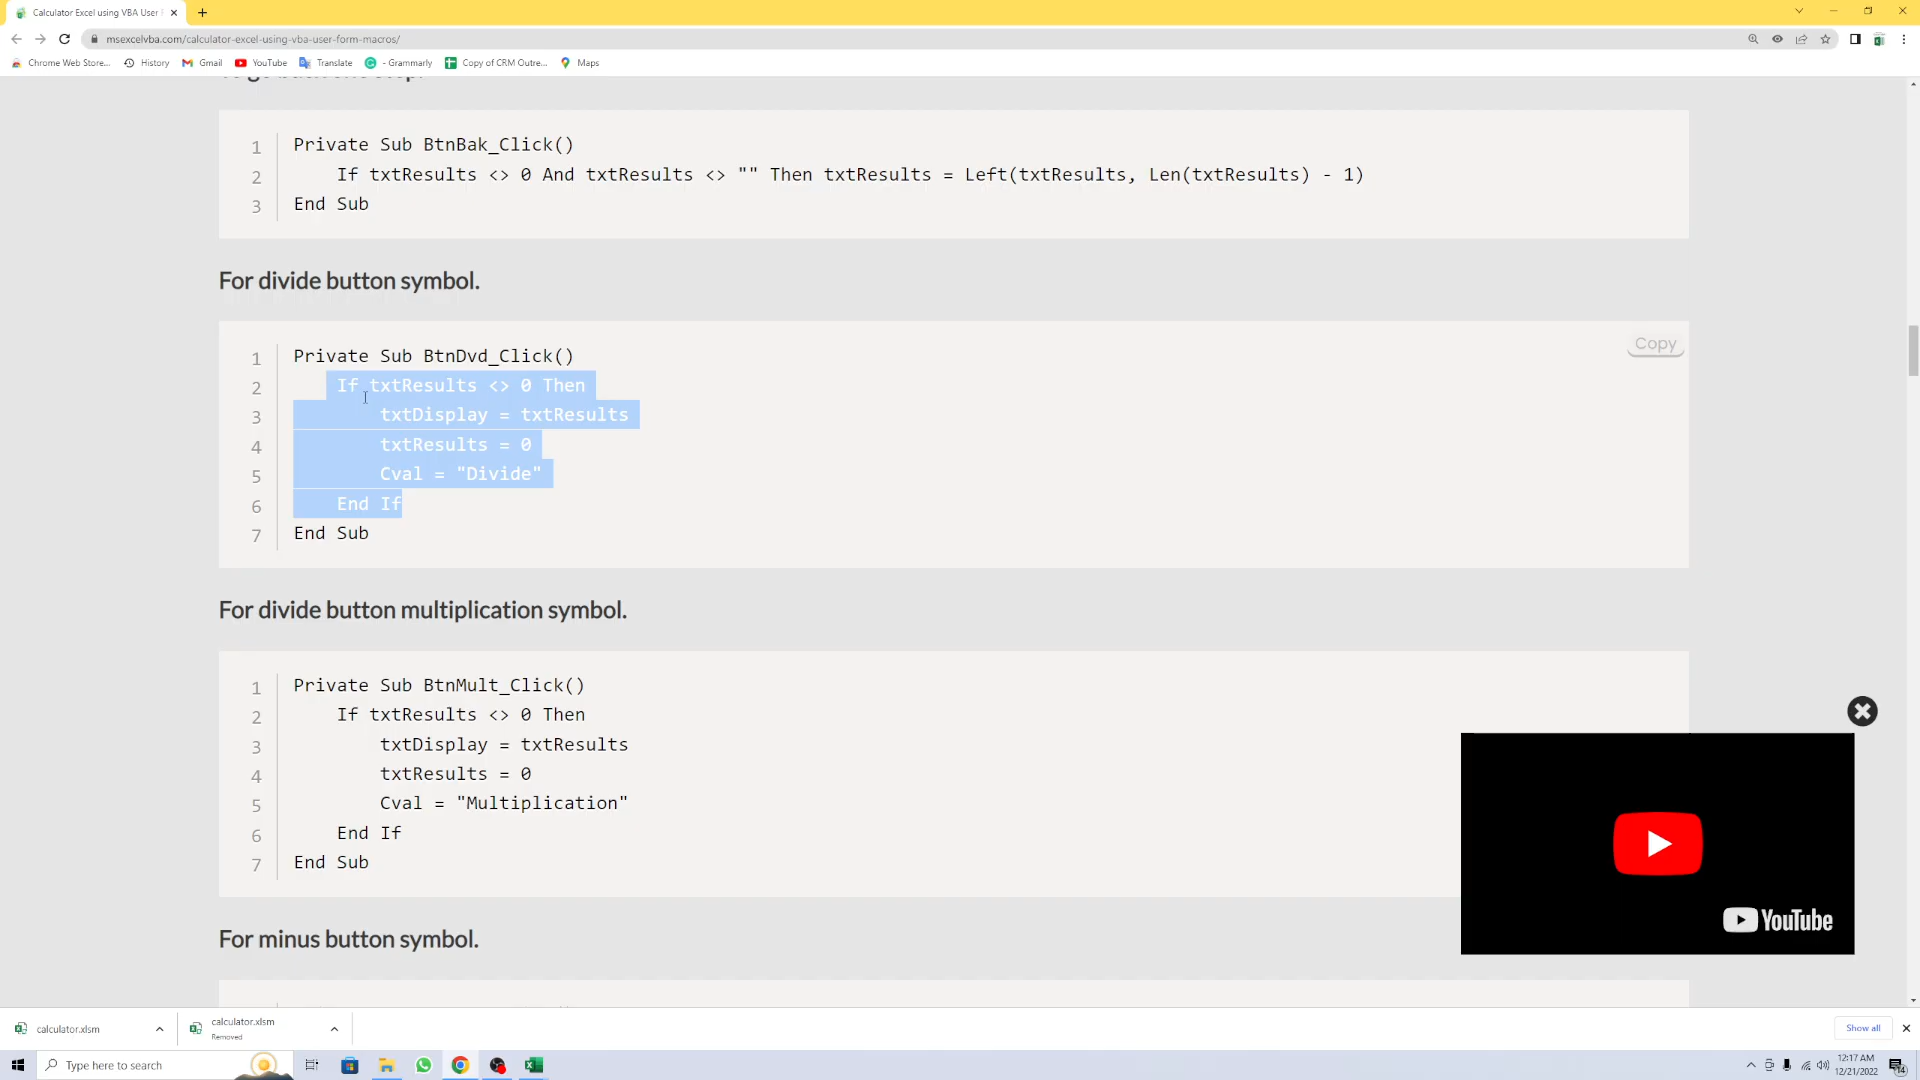 Calculator Excel using VBA User
msexcelvba.com/calculator-excel-using-vba-user-form-macros/
Chrome Web Store... History Gmail YouTube Translate - Grammarly Copy of CRM Outre... Maps
1 Private Sub BtnBak_Click()
2 If txtResults <> 0 And txtResults <> "" Then txtResults = Left(txtResults, Len(txtResults) - 1)
3 End Sub
For divide button symbol.
Copy
1 Private Sub BtnDvd_Click()
2 If txtResults <> 0 Then
3 txtDisplay = txtResults
4 txtResults = 0
5 Cval = "Divide"
6 End If
7 End Sub
For divide button multiplication symbol.
1 Private Sub BtnMult_Click()
2 If txtResults <> 0 Then
3 txtDisplay = txtResults
4 txtResults = 0
5 Cval = "Multiplication"
6 End If
7 End Sub
YouTube
For minus button symbol.
calculator.xlsm
calculator.xlsm
Removed
Show all
Type here to search
12:17 AM
12/21/2022
14